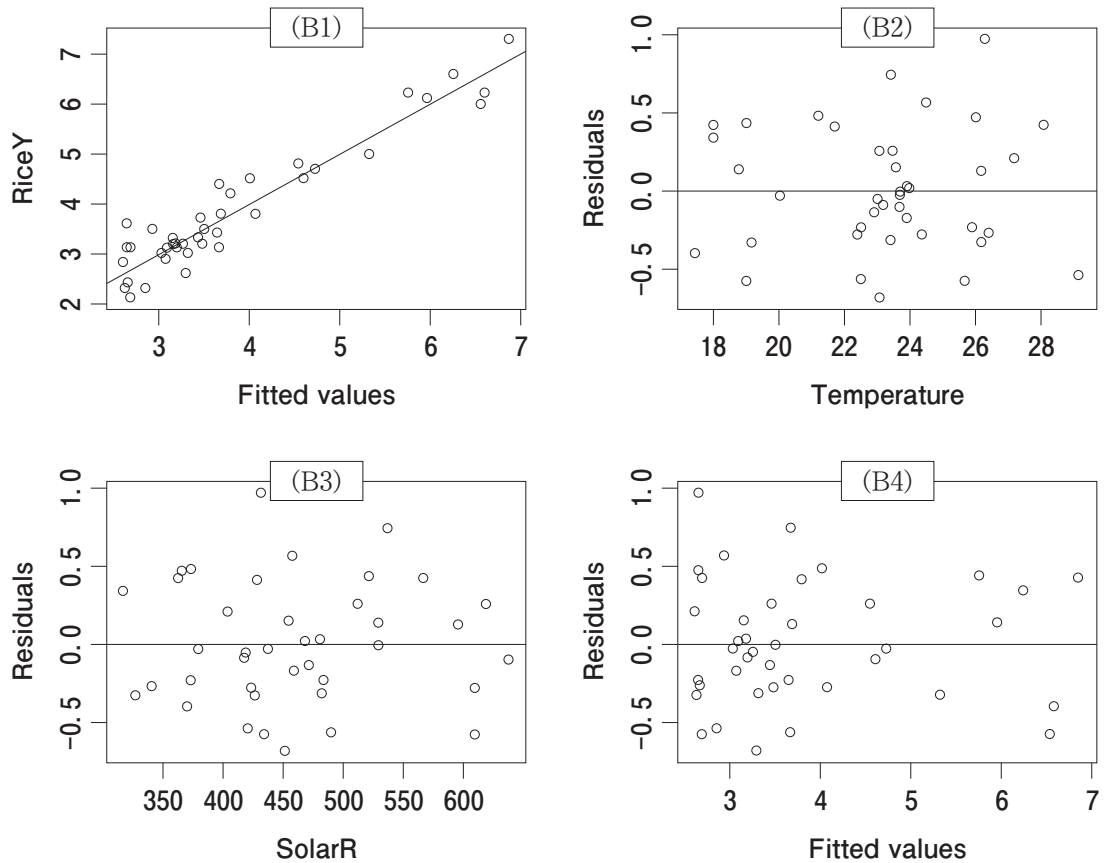 (B1)
RiceY
7
6
5
4
3
2
3 4 5 6 7
Fitted values
(B2)
Residuals
1.0
0.5
0.0
−0.5
18 20 22 24 26 28
Temperature
(B3)
Residuals
1.0
0.5
0.0
−0.5
350 400 450 500 550 600
SolarR
(B4)
Residuals
1.0
0.5
0.0
−0.5
3 4 5 6 7
Fitted values